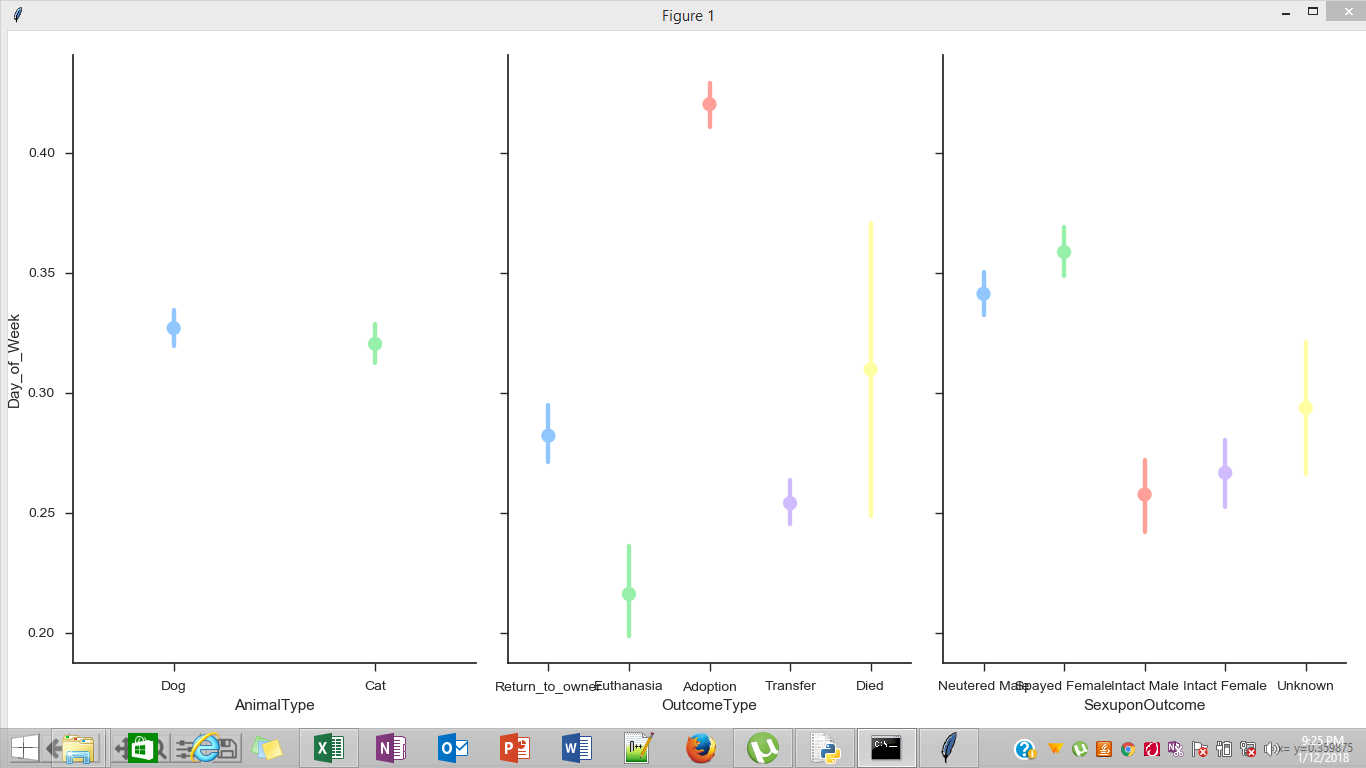 Figure 1
0.40
0.35
0.30
0.25
0.20
Day_of_Week
Dog Cat
AnimalType
Return_to_owner Euthanasia Adoption Transfer Died
OutcomeType
Neutered Male Spayed Female Intact Male Intact Female Unknown
SexuponOutcome
9:25 PM
x= y=0.359875
1/12/2018